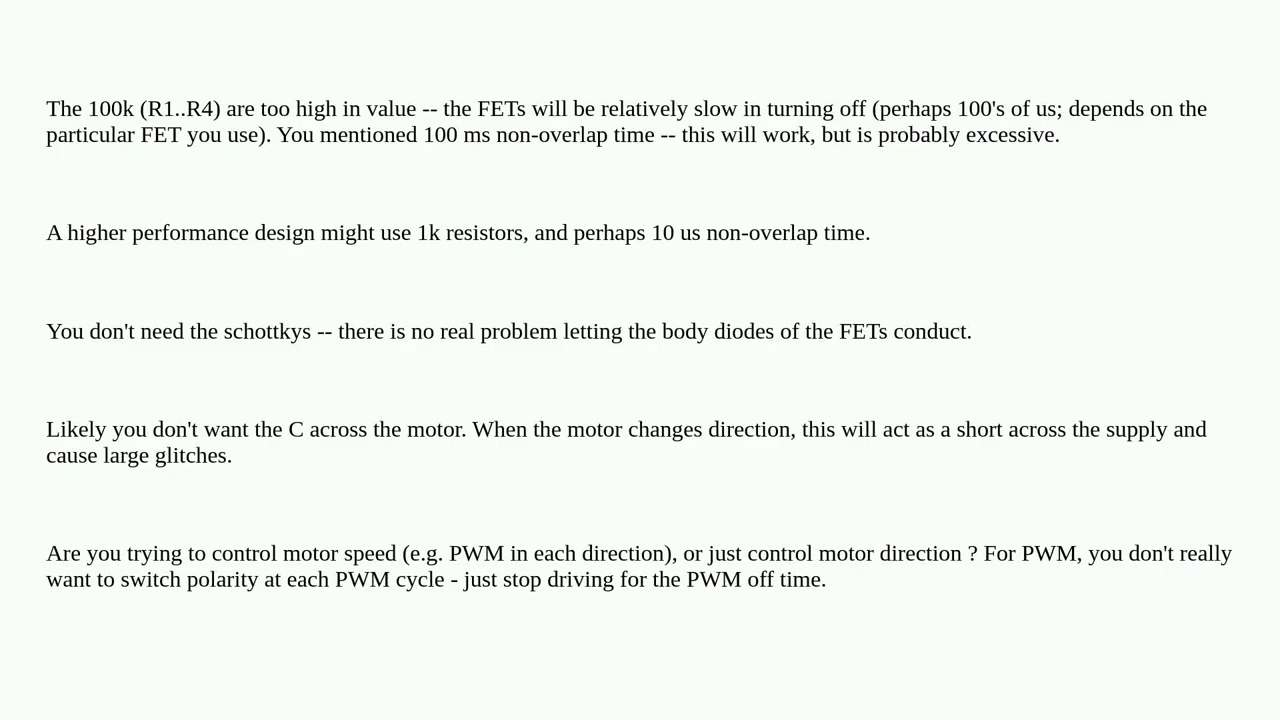 The 100k (R1..R4) are too high in value -- the FETs will be relatively slow in turning off (perhaps 100's of us; depends on the
particular FET you use). You mentioned 100 ms non-overlap time -- this will work, but is probably excessive.
A higher performance design might use 1k resistors, and perhaps 10 us non-overlap time.
You don't need the schottkys -- there is no real problem letting the body diodes of the FETs conduct.
Likely you don't want the C across the motor. When the motor changes direction, this will act as a short across the supply and
cause large glitches.
Are you trying to control motor speed (e.g. PWM in each direction), or just control motor direction ? For PWM, you don't really
want to switch polarity at each PWM cycle - just stop driving for the PWM off time.